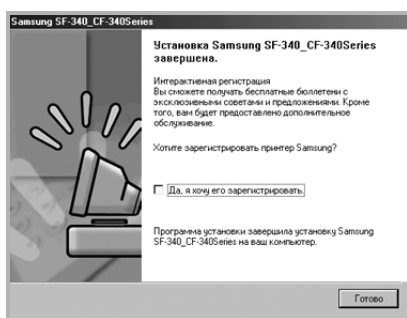 Samsung SF-340_CF-340Series
Установка Samsung SF-340_CF-340Series
завершена.
Интерактивная регистрация
Вы сможете получать бесплатные бюллетени с
эксклюзивными советами и предложениями. Кроме
того, вам будет предоставлено дополнительное
обслуживание.
Хотите зарегистрировать принтер Samsung?
Да, я хочу его зарегистрировать.
Программа установки завершила установку Samsung
SF-340_CF-340Series на ваш компьютер.
Готово